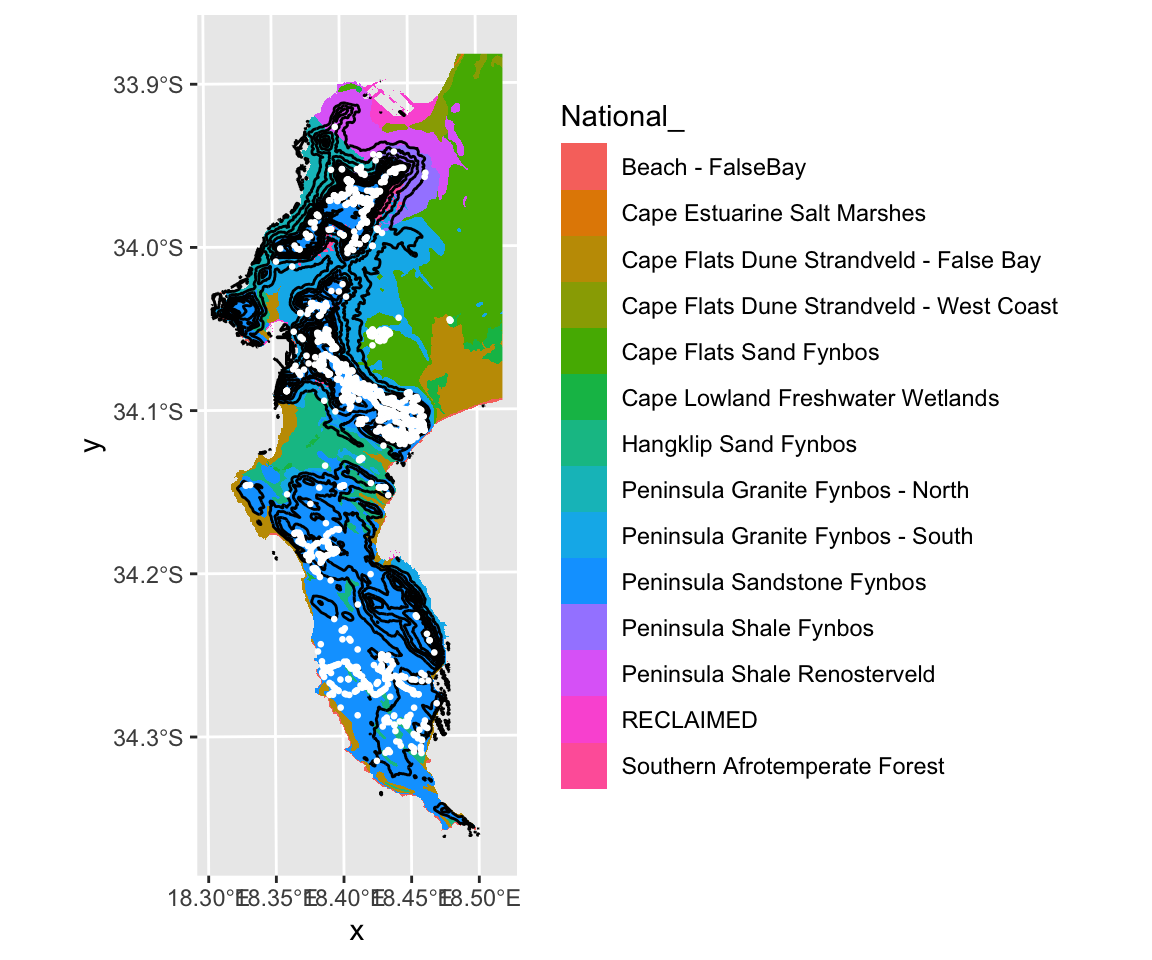 33.9°S
34.0°S
34.1°S
34.2°S
34.3°S
y
18.30°E 18.35°E 18.40°E 18.45°E 18.50°E
x
National_
Beach - FalseBay
Cape Estuarine Salt Marshes
Cape Flats Dune Strandveld - False Bay
Cape Flats Dune Strandveld - West Coast
Cape Flats Sand Fynbos
Cape Lowland Freshwater Wetlands
Hangklip Sand Fynbos
Peninsula Granite Fynbos - North
Peninsula Granite Fynbos - South
Peninsula Sandstone Fynbos
Peninsula Shale Fynbos
Peninsula Shale Renosterveld
RECLAIMED
Southern Afrotemperate Forest